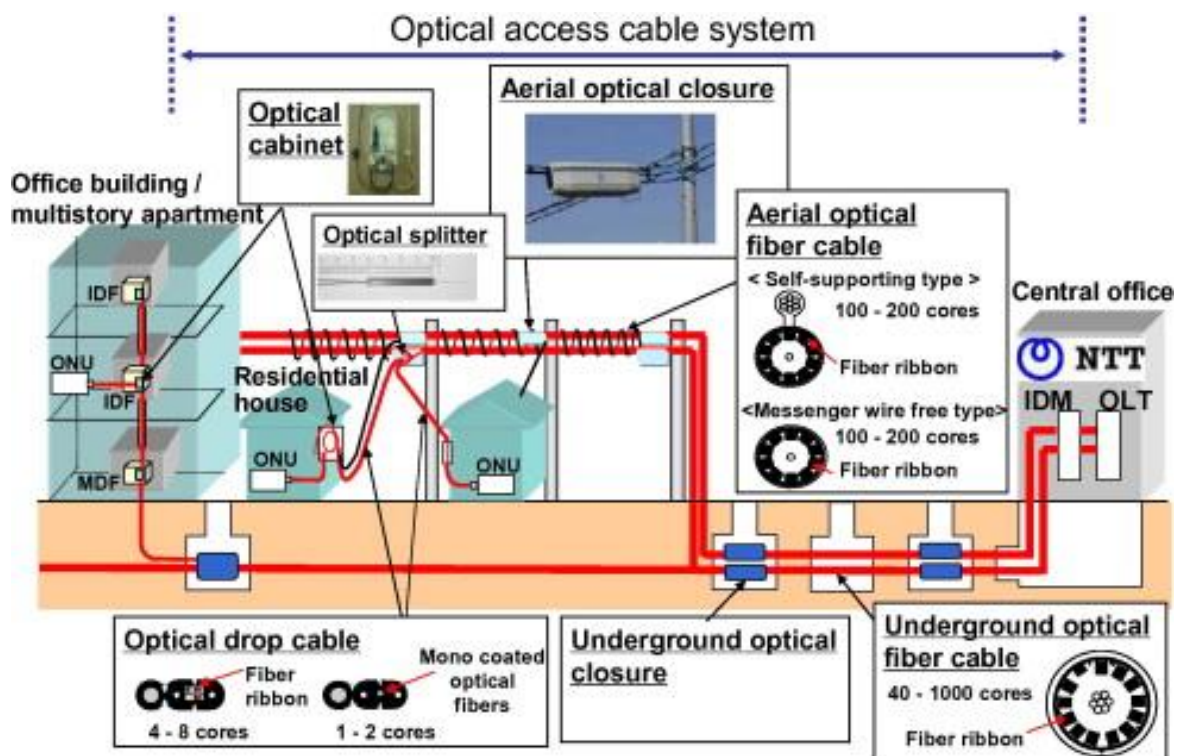 Optical access cable system
Optical
cabinet
Aerial optical closure
Office building /
multistory apartment
Optical splitter
Aerial optical
fiber cable
< Self-supporting type >
100 - 200 cores
Fiber ribbon
<Messenger wire free type>
100 - 200 cores
Fiber ribbon
Central office
NTT
IDM OLT
IDF
ONU
IDF
MDF
Residential
house
ONU
ONU
Optical drop cable
Fiber
ribbon
4 - 8 cores
Mono coated
optical
fibers
1 - 2 cores
Underground optical
closure
Underground optical
fiber cable
40 - 1000 cores
Fiber ribbon